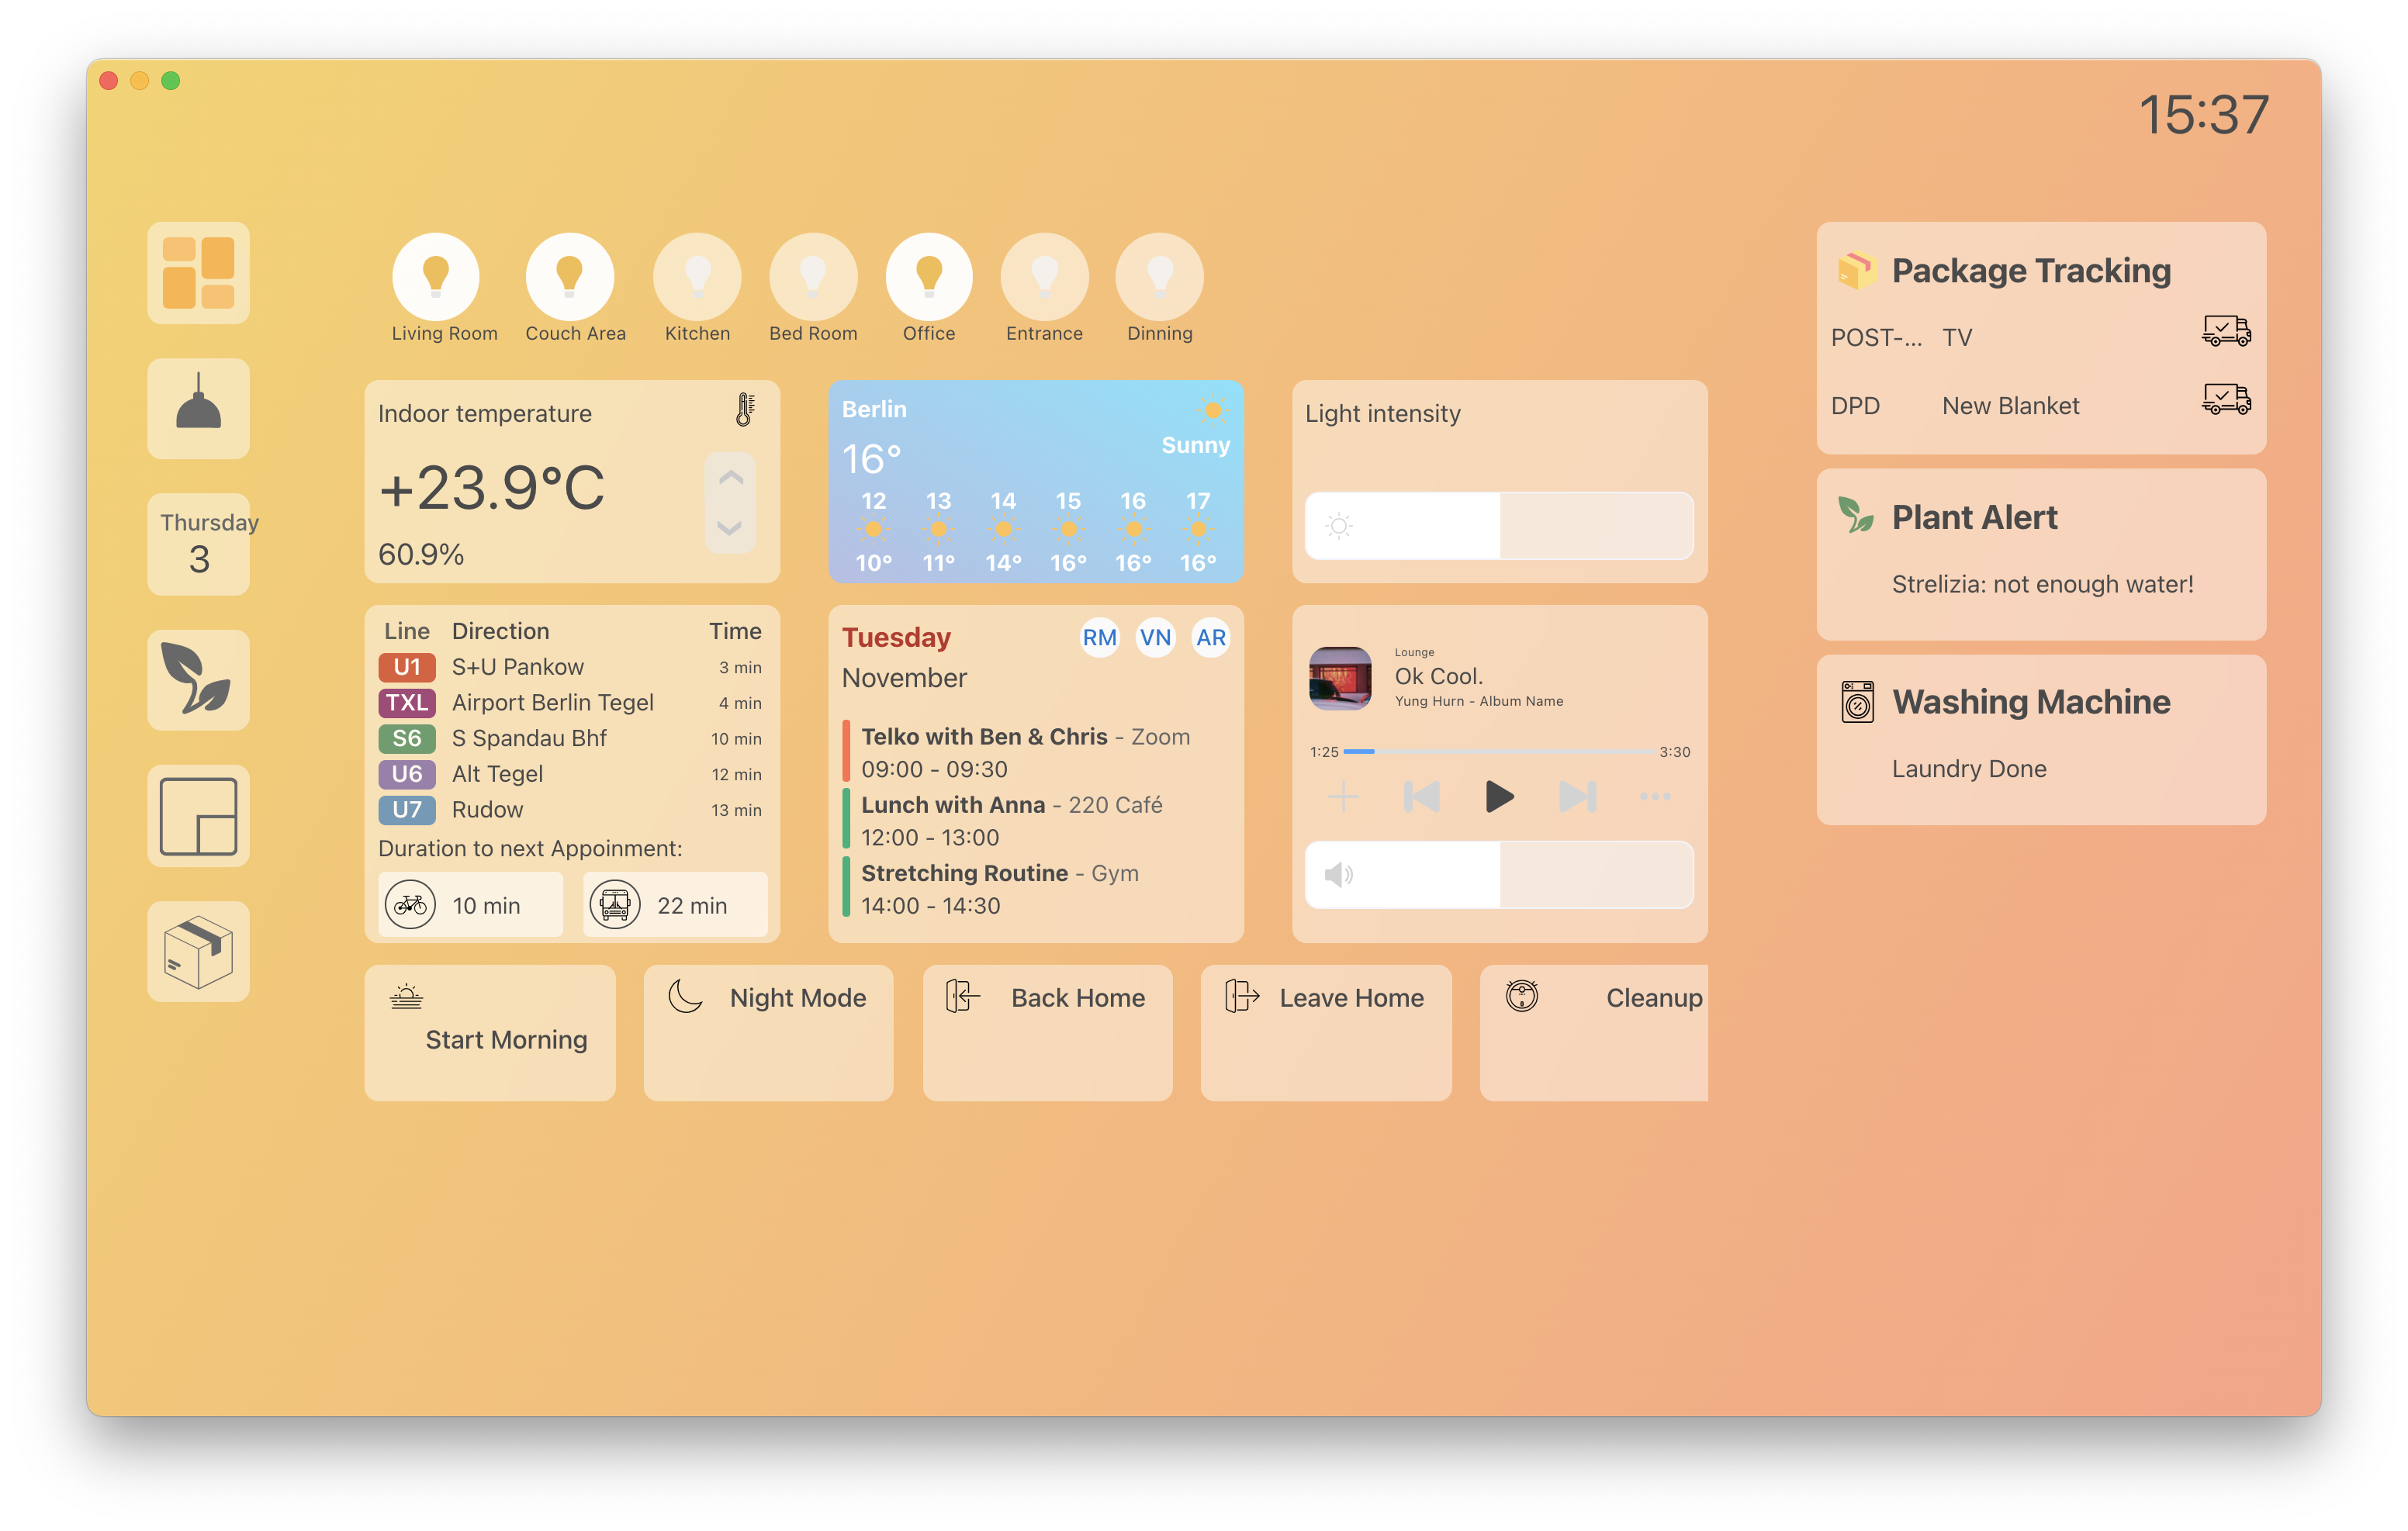 15:37
Thursday
3
Living Room
Couch Area
Kitchen
Bed Room
Office
Entrance
Dinning
Indoor temperature
+23.9°C
60.9%
Berlin
16°
Sunny
12 13 14 15 16 17
10° 11° 14° 16° 16° 16°
Light intensity
Line Direction Time
U1 S+U Pankow 3 min
TXL Airport Berlin Tegel 4 min
S6 S Spandau Bhf 10 min
U6 Alt Tegel 12 min
U7 Rudow 13 min
Duration to next Appoinment:
10 min
22 min
Tuesday
RM VN AR
November
Telko with Ben & Chris - Zoom
09:00 - 09:30
Lunch with Anna - 220 Café
12:00 - 13:00
Stretching Routine - Gym
14:00 - 14:30
Lounge
Ok Cool.
Yung Hurn - Album Name
1:25
3:30
Start Morning
Night Mode
Back Home
Leave Home
Cleanup
Package Tracking
POST-... TV
DPD New Blanket
Plant Alert
Strelizia: not enough water!
Washing Machine
Laundry Done